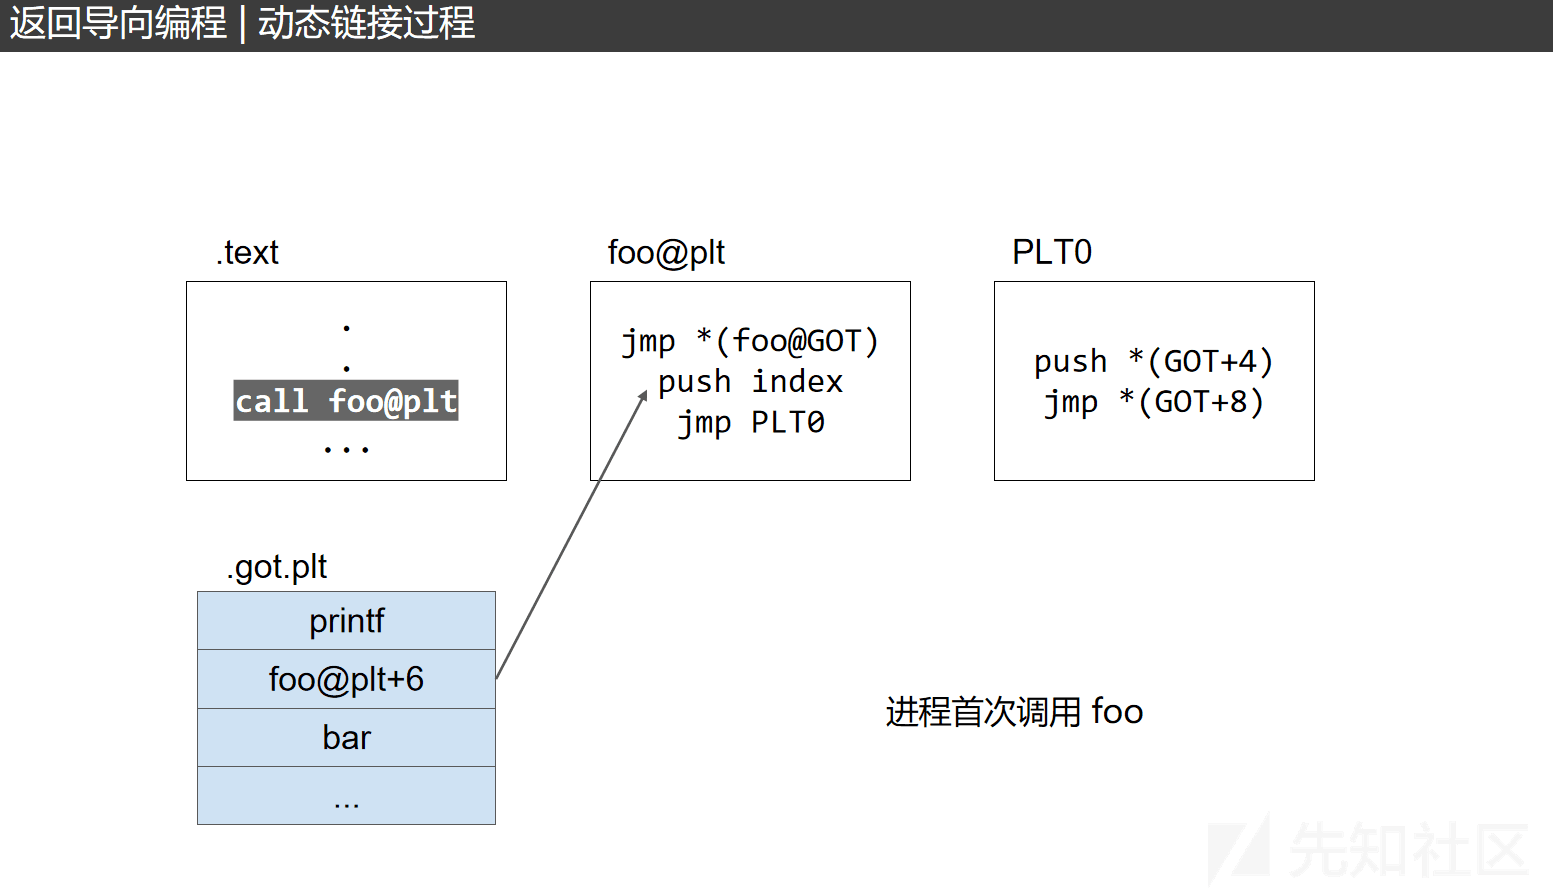 返回导向编程 | 动态链接过程
.text
.
.
call foo@plt
...
foo@plt
jmp *(foo@GOT)
push index
jmp PLT0
PLT0
push *(GOT+4)
jmp *(GOT+8)
.got.plt
printf
foo@plt+6
bar
...
进程首次调用 foo
先知社区